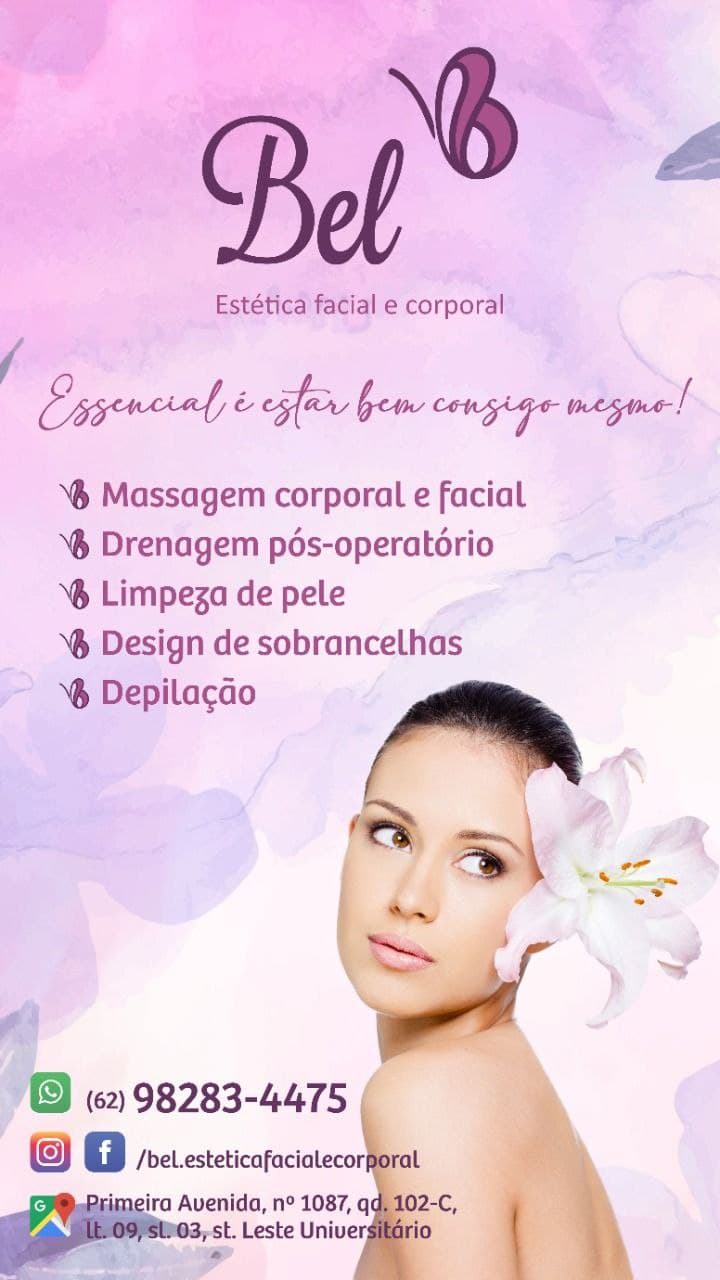 Bel
Estética facial e corporal
Essencial é estar bem consigo mesmo!
Massagem corporal e facial
Drenagem pós-operatório
Limpeza de pele
Design de sobrancelhas
Depilação
(62) 98283-4475
/bel.esteticafacialecorporal
Primeira Avenida, nº 1087, qd. 102-C,
lt. 09, sl. 03, st. Leste Universitário